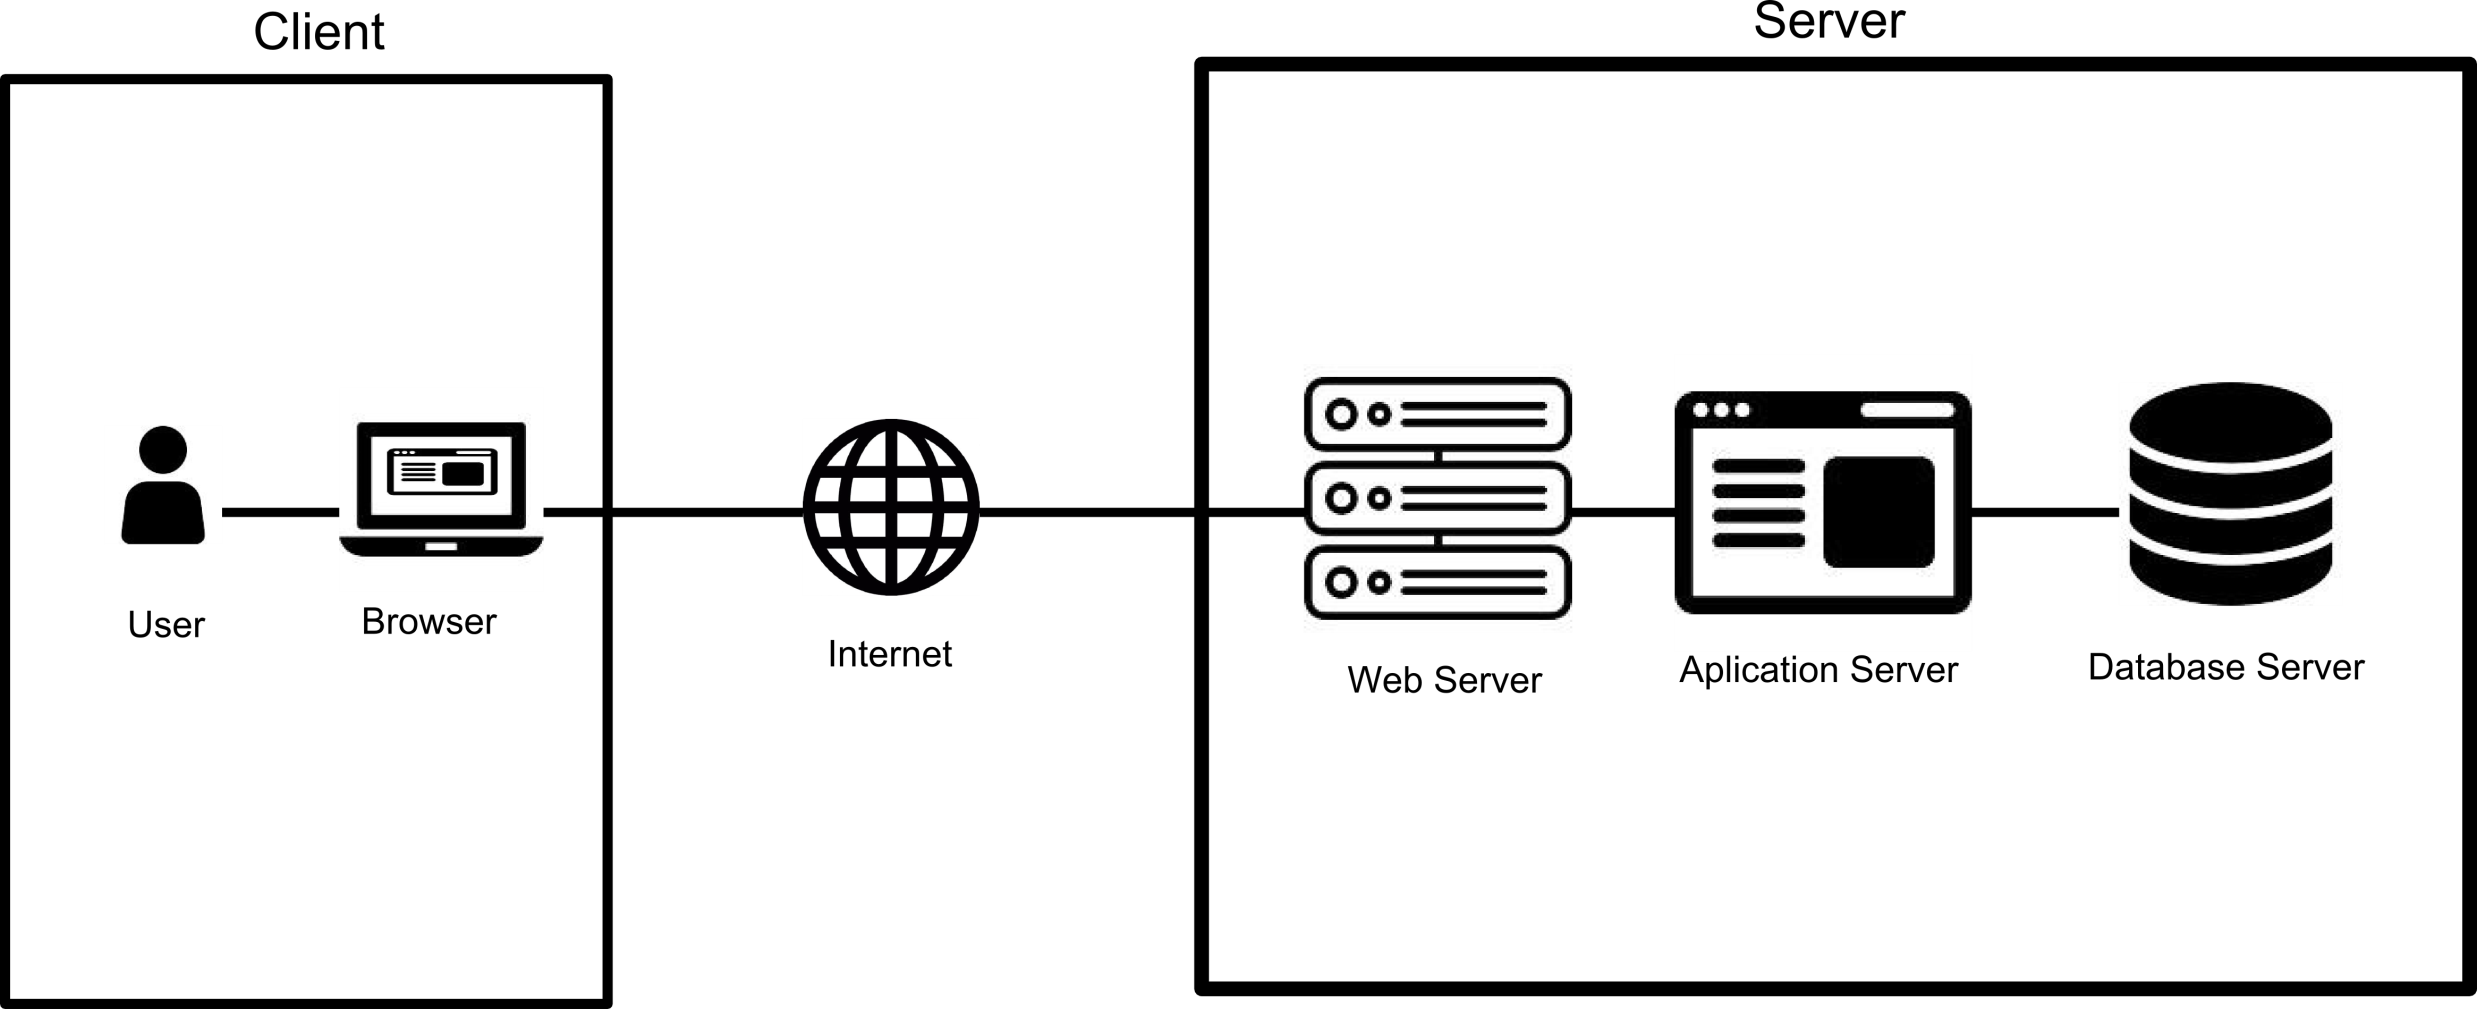 Client
Server
User
Browser
Internet
Web Server
Aplication Server
Database Server